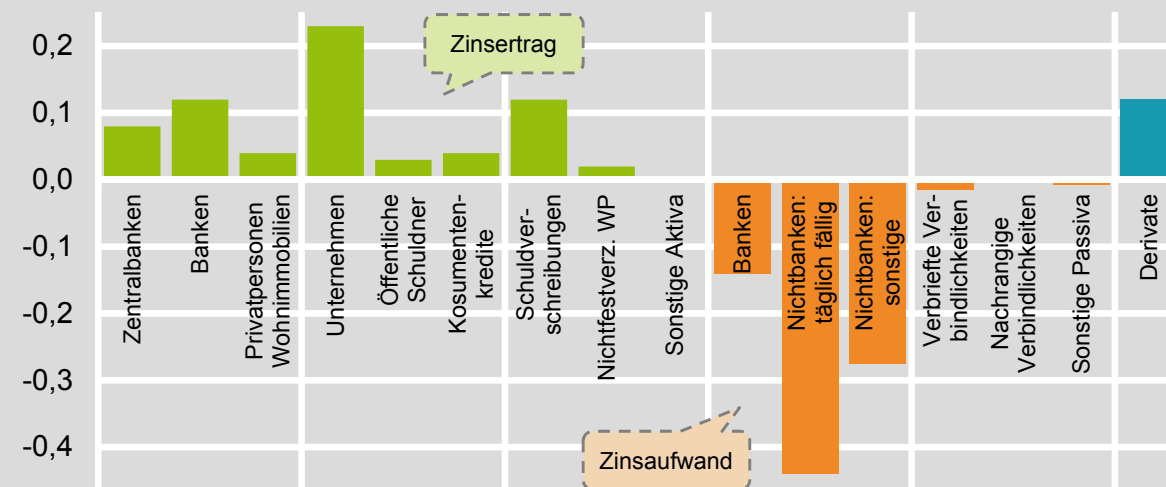 0,2
0,1
0,0
-0,1
-0,2
-0,3
-0,4
Zinsertrag
Zinsaufwand
Zentralbanken
Banken
Privatpersonen
Wohnimmobilien
Unternehmen
Öffentliche
Schuldner
Kosumenten-
kredite
Schuldver-
schreibungen
Nichtfestverz. WP
Sonstige Aktiva
Banken
Nichtbanken:
täglich fällig
Nichtbanken:
sonstige
Verbriefte Ver-
bindlichkeiten
Nachrangige
Verbindlichkeiten
Sonstige Passiva
Derivate